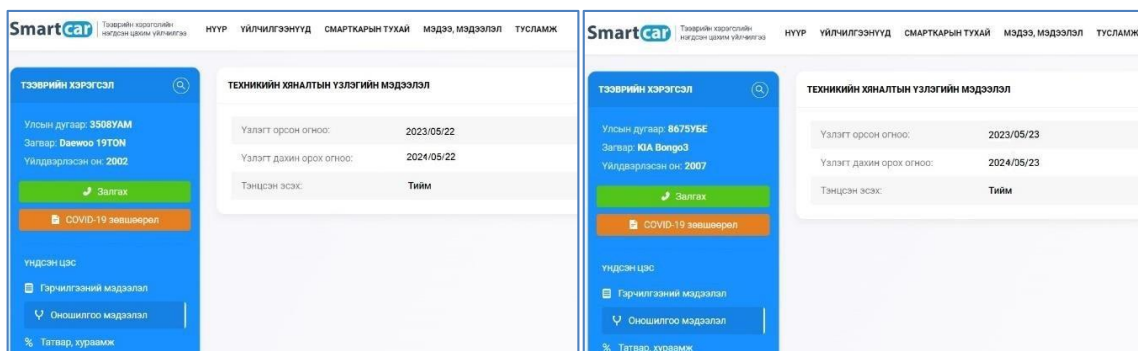 Smart car
Тээврийн хэрэгслийн
нэгдсэн цахим үйлчилгээ
НҮҮР ҮЙЛЧИЛГЭЭНҮҮД СМАРТКАРЫН ТУХАЙ МЭДЭЭ, МЭДЭЭЛЭЛ ТУСЛАМЖ
ТЭЭВРИЙН ХЭРЭГСЭЛ
Улсын дугаар: 3508УАМ
Загвар: Daewoo 19TON
Үйлдвэрлэсэн он: 2002
Залгах
COVID-19 зөвшөөрөл
ҮНДСЭН ЦЭС
Гэрчилгээний мэдээлэл
Оношилгоо мэдээлэл
% Татвар, хураамж
ТЕХНИКИЙН ХЯНАЛТЫН ҮЗЛЭГИЙН МЭДЭЭЛЭЛ
Үзлэгт орсон огноо: 2023/05/22
Үзлэгт дахин орох огноо: 2024/05/22
Тэнцсэн эсэх: Тийм
Smart car
Тээврийн хэрэгслийн
нэгдсэн цахим үйлчилгээ
НҮҮР ҮЙЛЧИЛГЭЭНҮҮД СМАРТКАРЫН ТУХАЙ МЭДЭЭ, МЭДЭЭЛЭЛ ТУСЛАМЖ
ТЭЭВРИЙН ХЭРЭГСЭЛ
Улсын дугаар: 8675УБЕ
Загвар: KIA Bongo3
Үйлдвэрлэсэн он: 2007
Залгах
COVID-19 зөвшөөрөл
ҮНДСЭН ЦЭС
Гэрчилгээний мэдээлэл
Оношилгоо мэдээлэл
% Татвар, хураамж
ТЕХНИКИЙН ХЯНАЛТЫН ҮЗЛЭГИЙН МЭДЭЭЛЭЛ
Үзлэгт орсон огноо: 2023/05/23
Үзлэгт дахин орох огноо: 2024/05/23
Тэнцсэн эсэх: Тийм